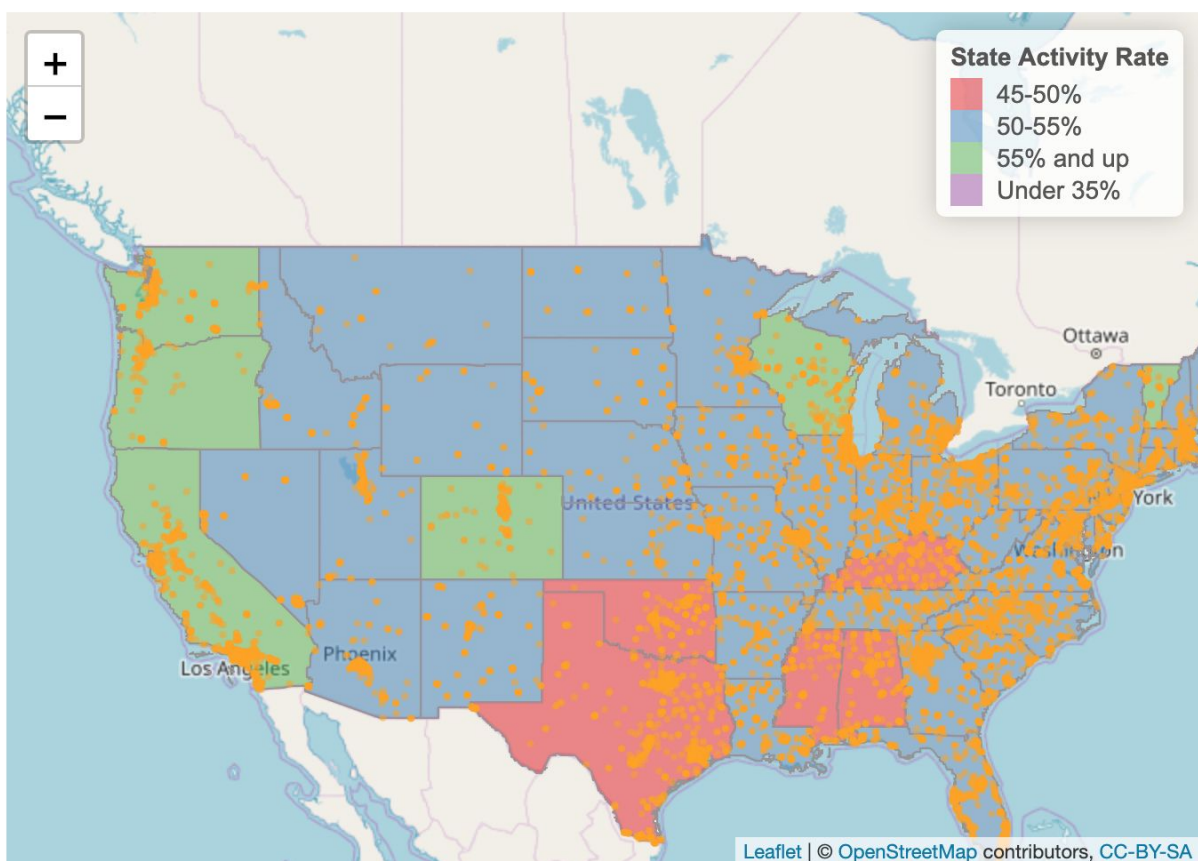 +
−
State Activity Rate
45-50%
50-55%
55% and up
Under 35%
Ottawa
Toronto
United States
York
Washington
Los Angeles
Phoenix
Leaflet | © OpenStreetMap contributors, CC-BY-SA